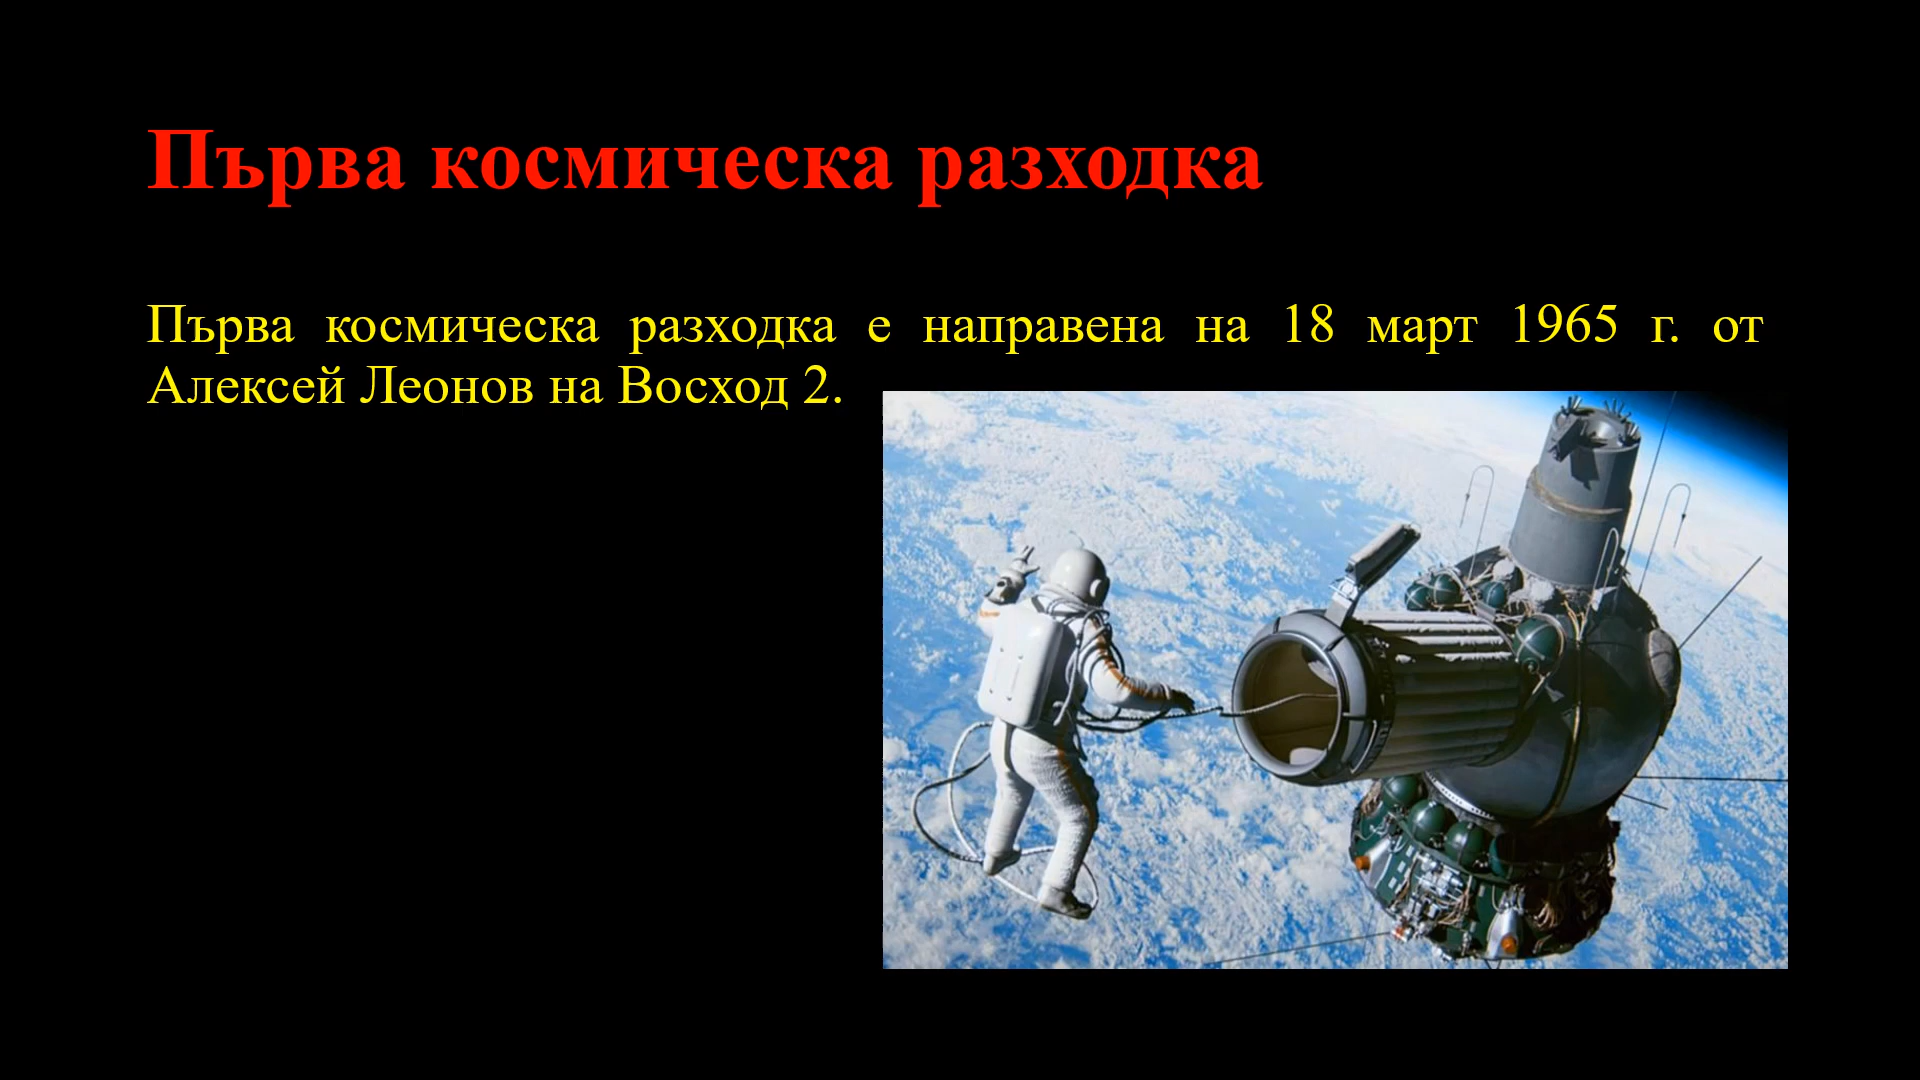 Първа космическа разходка
Първа космическа разходка е направена на 18 март 1965 г. от
Алексей Леонов на Восход 2.